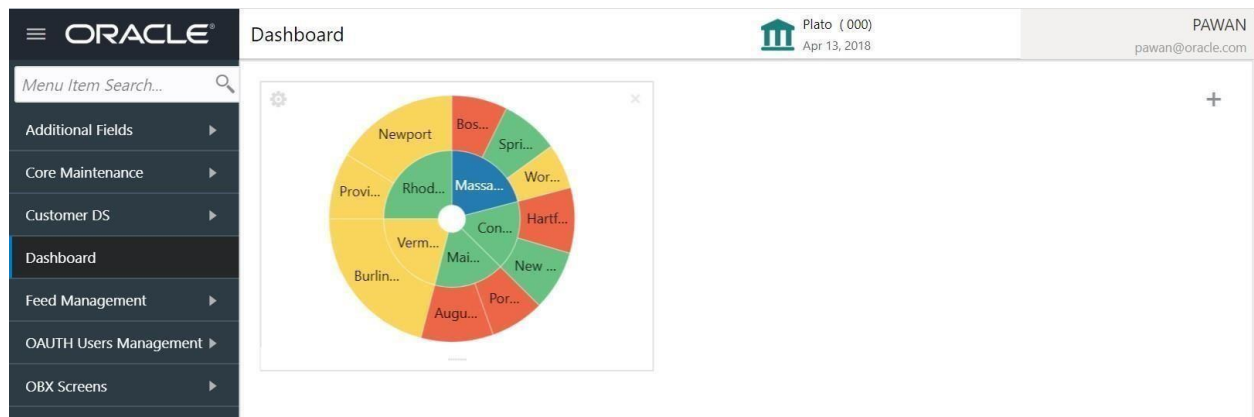 ORACLE®
Dashboard
Plato ( 000)
Apr 13, 2018
PAWAN
pawan@oracle.com
Menu Item Search...
Additional Fields
Core Maintenance
Customer DS
Dashboard
Feed Management
OAUTH Users Management
OBX Screens
Newport
Bos...
Spri...
Wor...
Provi...
Rhod...
Massa...
Hartf...
Con...
Verm...
Mai...
New ...
Burlin...
Por...
Augu...